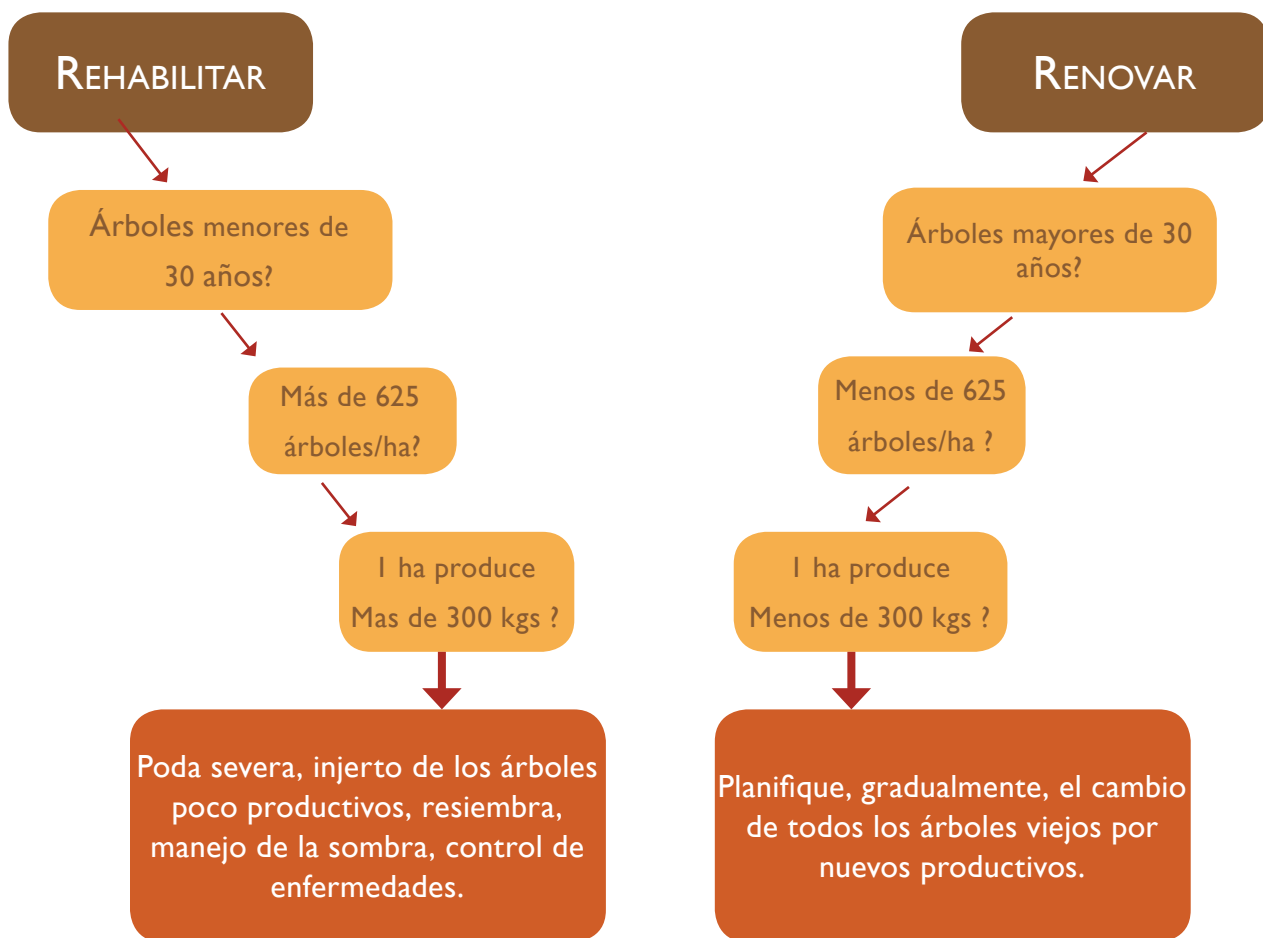 REHABILITAR
Árboles menores de
30 años?
Más de 625
árboles/ha?
1 ha produce
Mas de 300 kgs ?
Poda severa, injerto de los árboles
poco productivos, resiembra,
manejo de la sombra, control de
enfermedades.
RENOVAR
Árboles mayores de 30
años?
Menos de 625
árboles/ha ?
1 ha produce
Menos de 300 kgs ?
Planifique, gradualmente, el cambio
de todos los árboles viejos por
nuevos productivos.